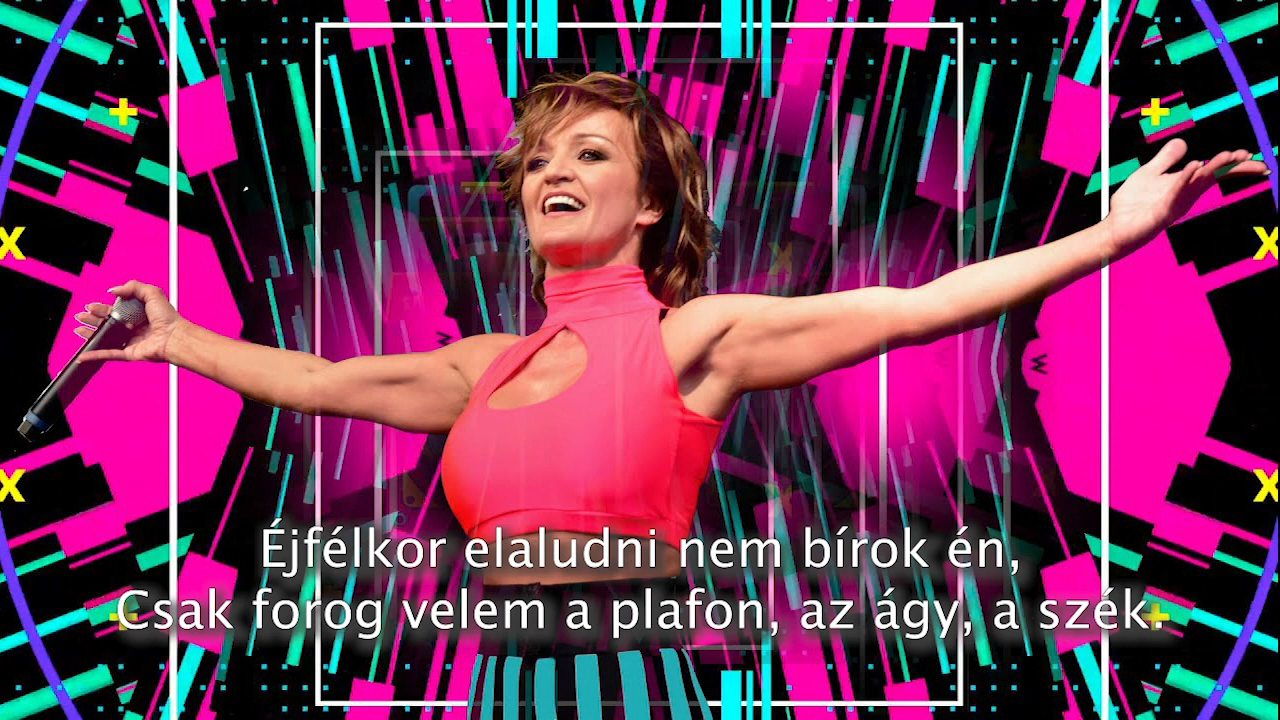 Éjfélkor elaludni nem bírok én,
Csak forog velem a plafon, az ágy, a szék.